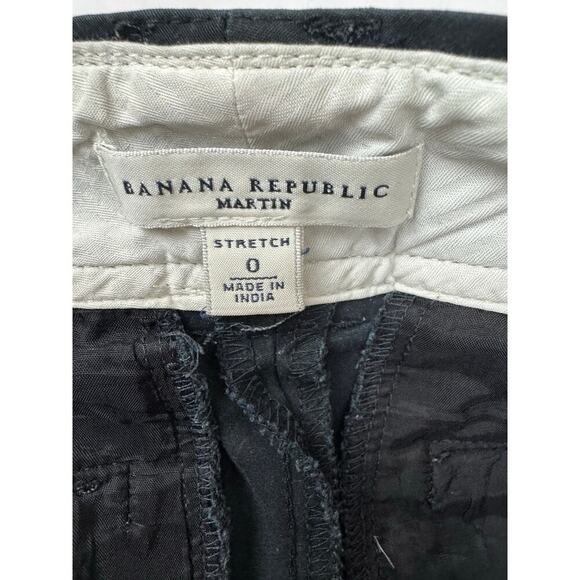 BANANA REPUBLIC
MARTIN
STRETCH
0
MADE IN
INDIA